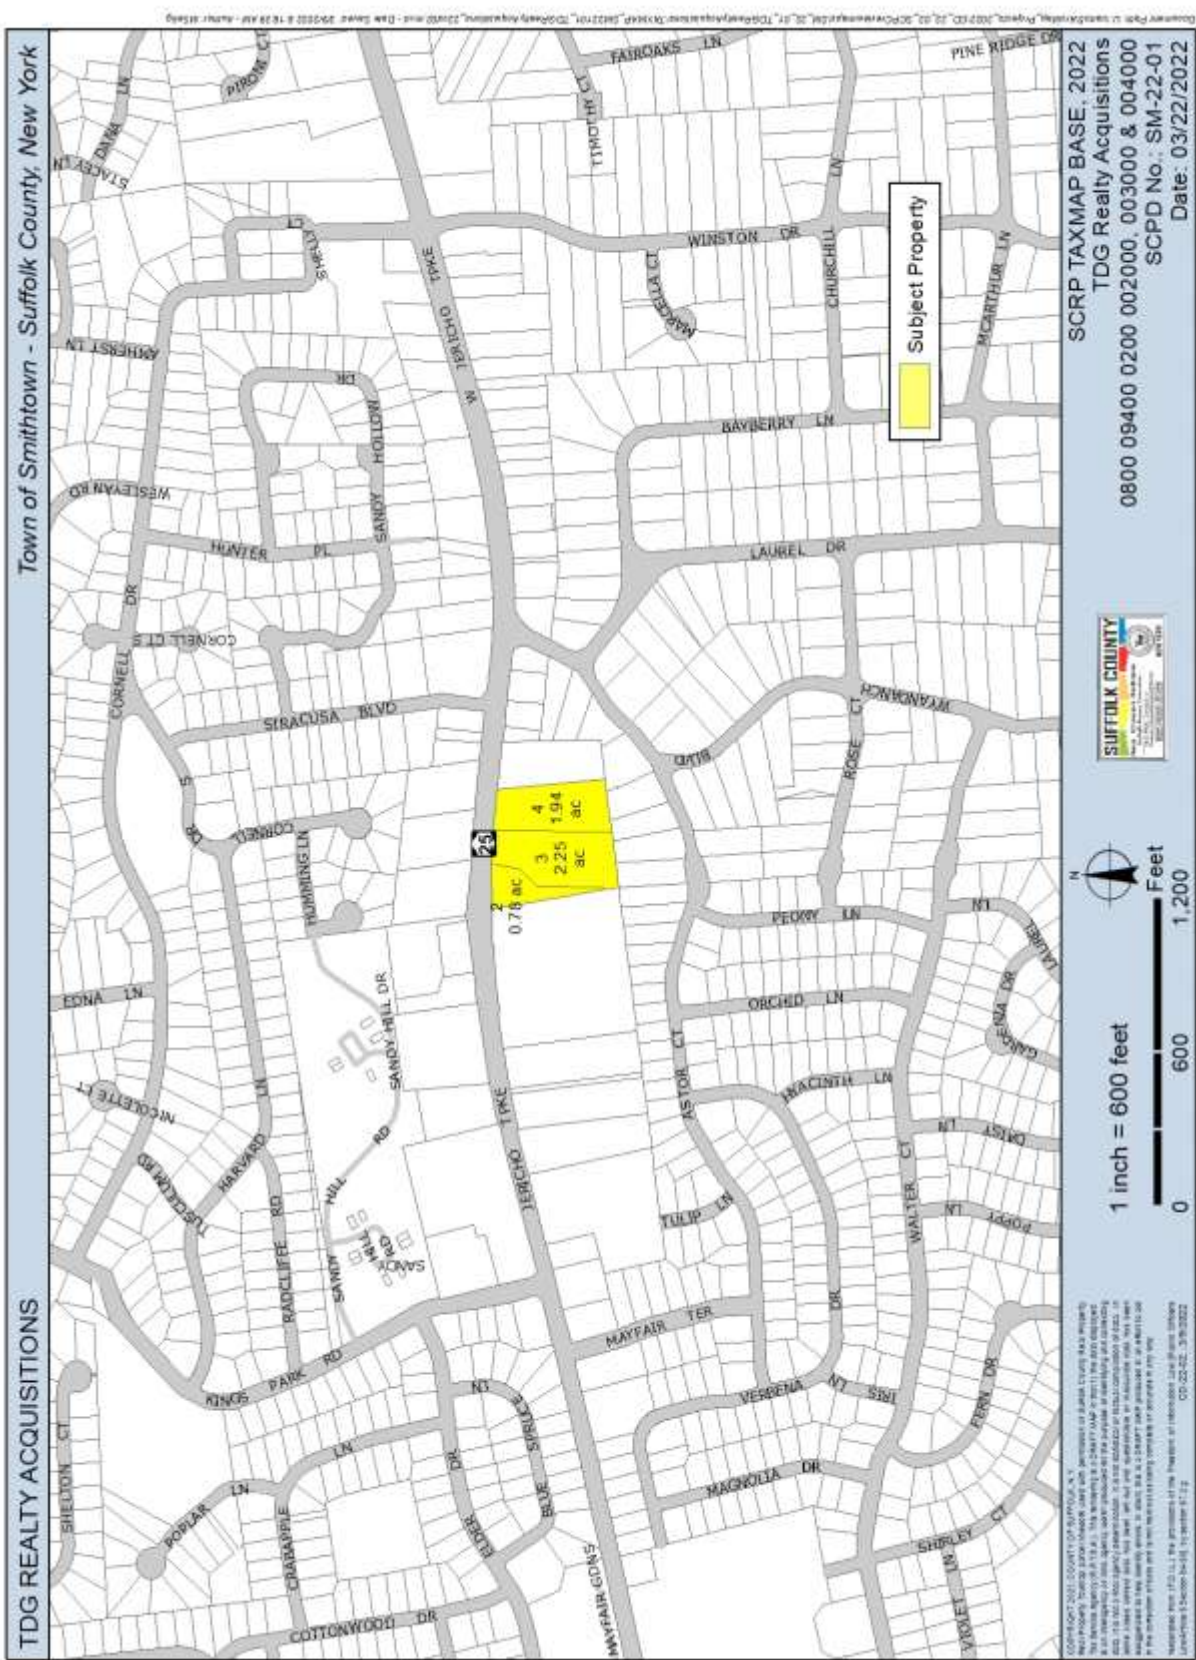 TDG REALTY ACQUISITIONS
Town of Smithtown - Suffolk County, New York
SHELTON CT
POPLAR LN
CRABAPPLE LN
COTTONWOOD DR
ELDER DR
BLUE SPRUCE LN
KINGS PARK RD
RADCLIFFE RD
HARVARD LN
TUSCULUM RD
NICOLETTE CT
EDNA LN
SANDY HILL RD
SANDY HILL RD
SANDY HILL DR
HUMMING LN
CORNELL DR S
CORNELL DR
CORNELL CT S
SIRACUSA BLVD
HUNTER PL
SANDY HOLLOW DR
WESLEYAN RD
AMHERST LN
SHELLY CT
STACEY LN
DANA LN
PIRONI CT
JERICHO TPKE
W JERICHO TPKE
25
2
0.78 ac
3
2.25
ac
4
1.94
ac
MAYFAIR GDNS
MAYFAIR TER
TULIP LN
ASTOR CT
VERBENA DR
IRIS LN
MAGNOLIA DR
SHIRLEY CT
VIOLET LN
FERN DR
WALTER CT
POPPY LN
DAISY LN
HYACINTH LN
ORCHID LN
PEONY LN
GARDENIA DR
LAUREL LN
ROSE CT
WYANDANCH BLVD
LAUREL DR
BAYBERRY LN
MARCELLA CT
WINSTON DR
CHURCHILL LN
MCARTHUR LN
TIMOTHY CT
FAIROAKS LN
PINE RIDGE DR
Subject Property
1 inch = 600 feet
N
Feet
0 600 1,200
SUFFOLK COUNTY
SCRP TAXMAP BASE, 2022
TDG Realty Acquisitions
0800 09400 0200 002000, 003000 & 004000
SCPD No.: SM-22-01
Date: 03/22/2022